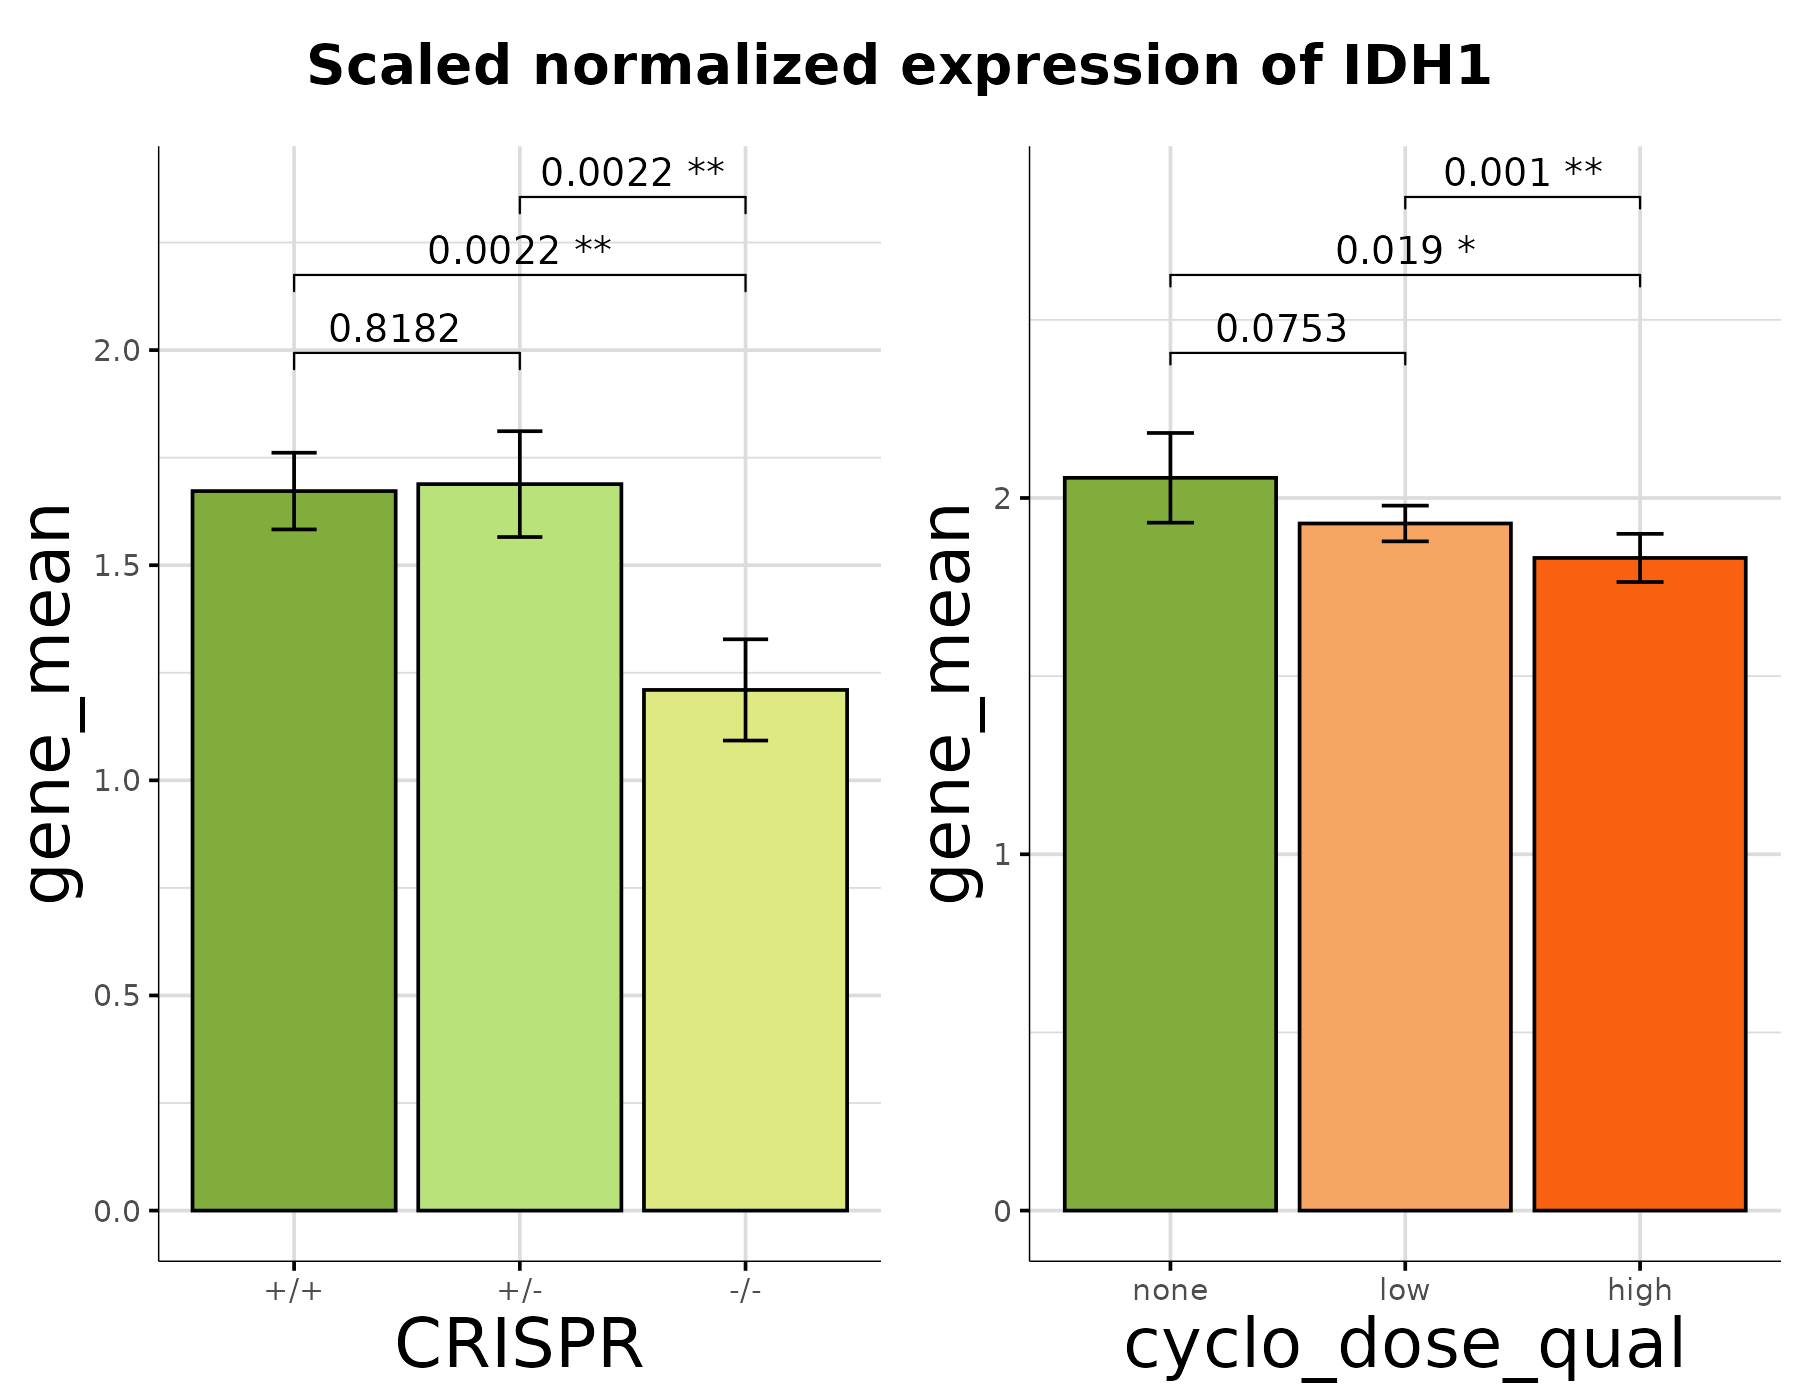 Scaled normalized expression of IDH1
0.0022 **
0.0022 **
0.8182
2.0
1.5
1.0
0.5
0.0
gene_mean
+/+ +/- -/-
CRISPR
0.001 **
0.019 *
0.0753
2
1
0
gene_mean
none low high
cyclo_dose_qual